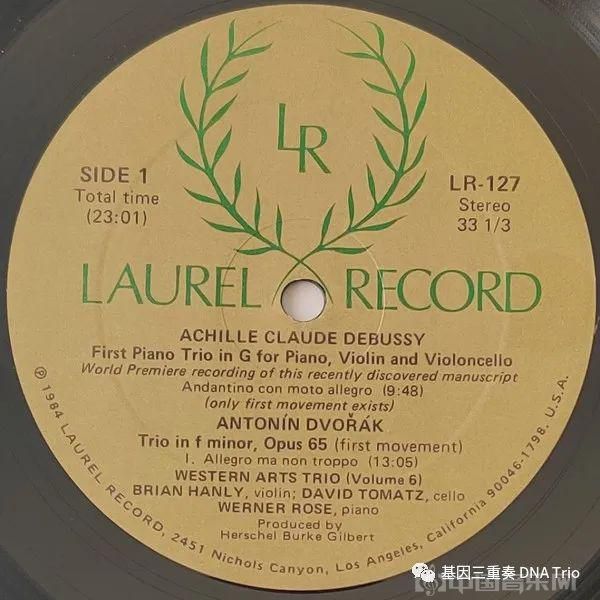 LR
SIDE 1
Total time
(23:01)
LR-127
Stereo
33 1/3
LAUREL RECORD
ACHILLE CLAUDE DEBUSSY
First Piano Trio in G for Piano, Violin and Violoncello
World Premiere recording of this recently discovered manuscript
Andantino con moto allegro (9:48)
(only first movement exists)
ANTONÍN DVOŘÁK
Trio in f minor, Opus 65 (first movement)
I. Allegro ma non troppo (13:05)
WESTERN ARTS TRIO (Volume 6)
BRIAN HANLY, violin; DAVID TOMATZ, cello
WERNER ROSE, piano
Produced by
Herschel Burke Gilbert
℗ 1984 LAUREL RECORD, 2451 Nichols Canyon, Los Angeles, California 90046-1798. U.S.A.
基因三重奏 DNA Trio
中国音乐网